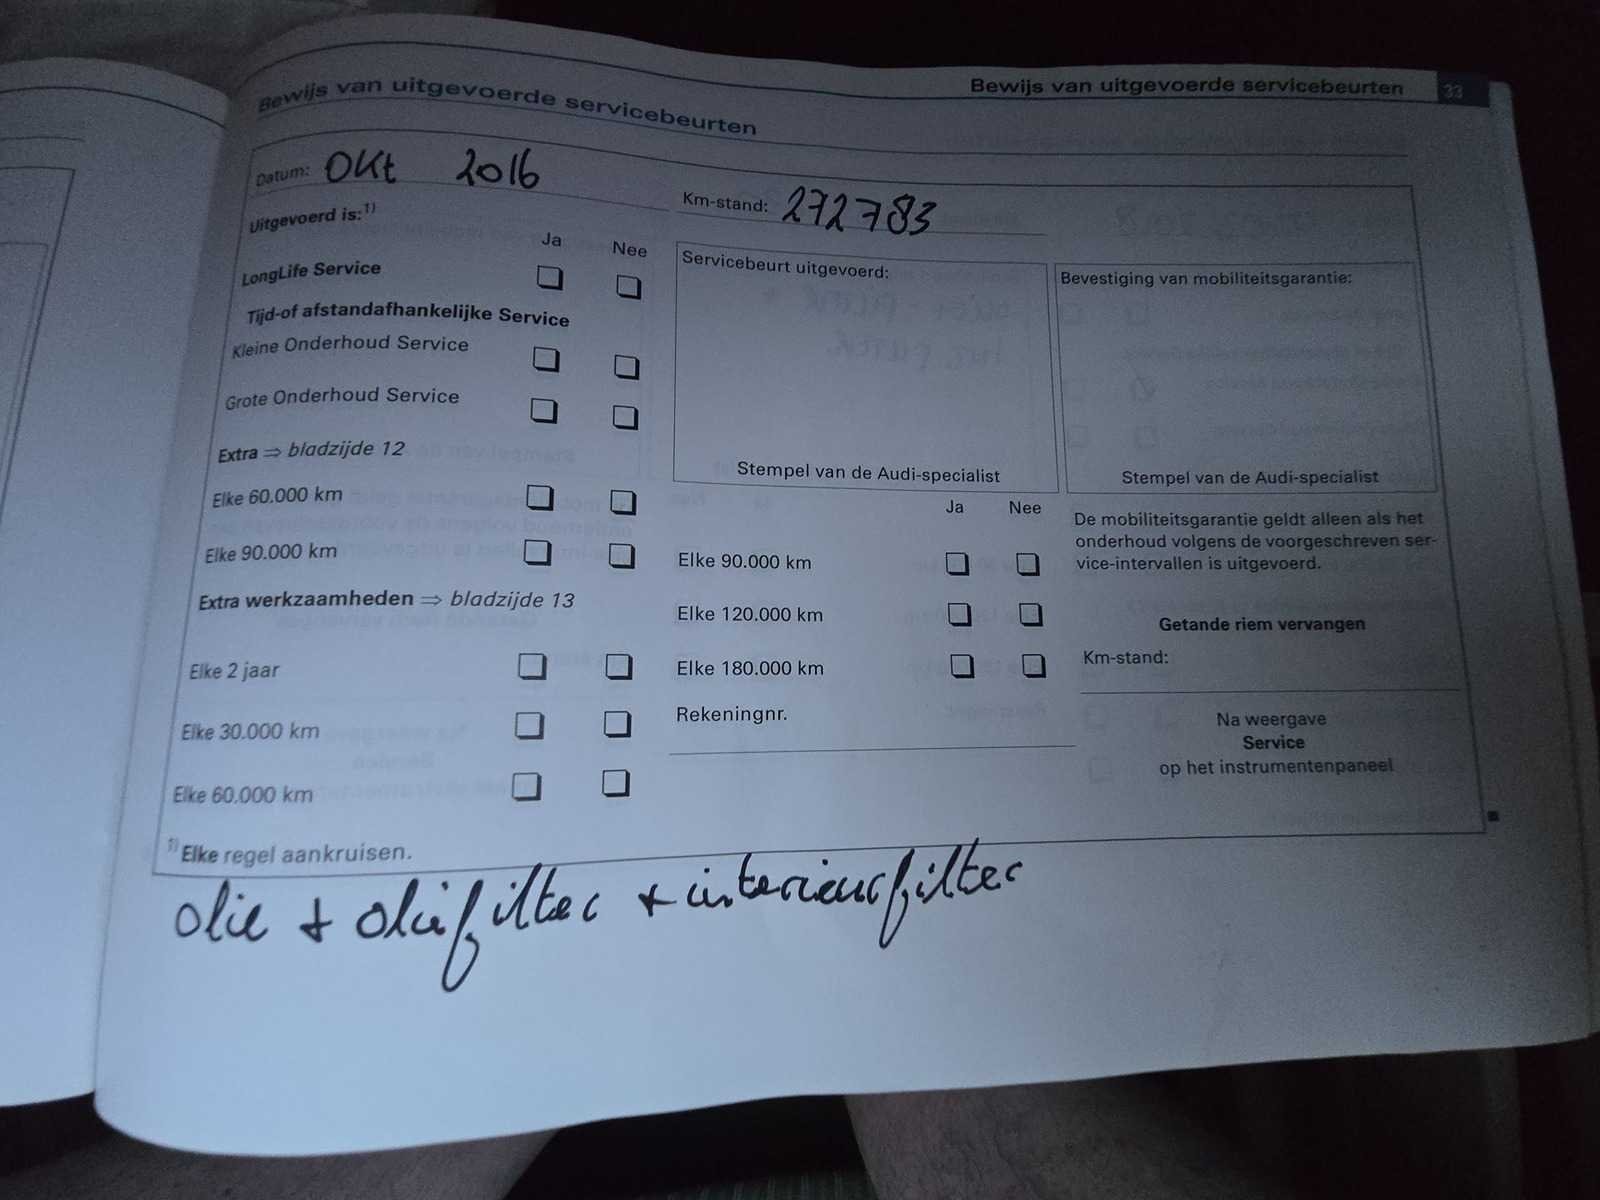 Bewijs van uitgevoerde servicebeurten 33
Bewijs van uitgevoerde servicebeurten
Datum: Okt 2016
Km-stand: 272783
Uitgevoerd is:1)
Ja Nee
LongLife Service
Tijd-of afstandafhankelijke Service
Kleine Onderhoud Service
Grote Onderhoud Service
Extra ⇒ bladzijde 12
Elke 60.000 km
Elke 90.000 km
Extra werkzaamheden ⇒ bladzijde 13
Elke 2 jaar
Elke 30.000 km
Elke 60.000 km
1) Elke regel aankruisen.
Servicebeurt uitgevoerd:
Stempel van de Audi-specialist
Ja Nee
Elke 90.000 km
Elke 120.000 km
Elke 180.000 km
Rekeningnr.
Bevestiging van mobiliteitsgarantie:
Stempel van de Audi-specialist
De mobiliteitsgarantie geldt alleen als het
onderhoud volgens de voorgeschreven ser-
vice-intervallen is uitgevoerd.
Getande riem vervangen
Km-stand:
Na weergave
Service
op het instrumentenpaneel
olie + oliefilter + interieurfilter